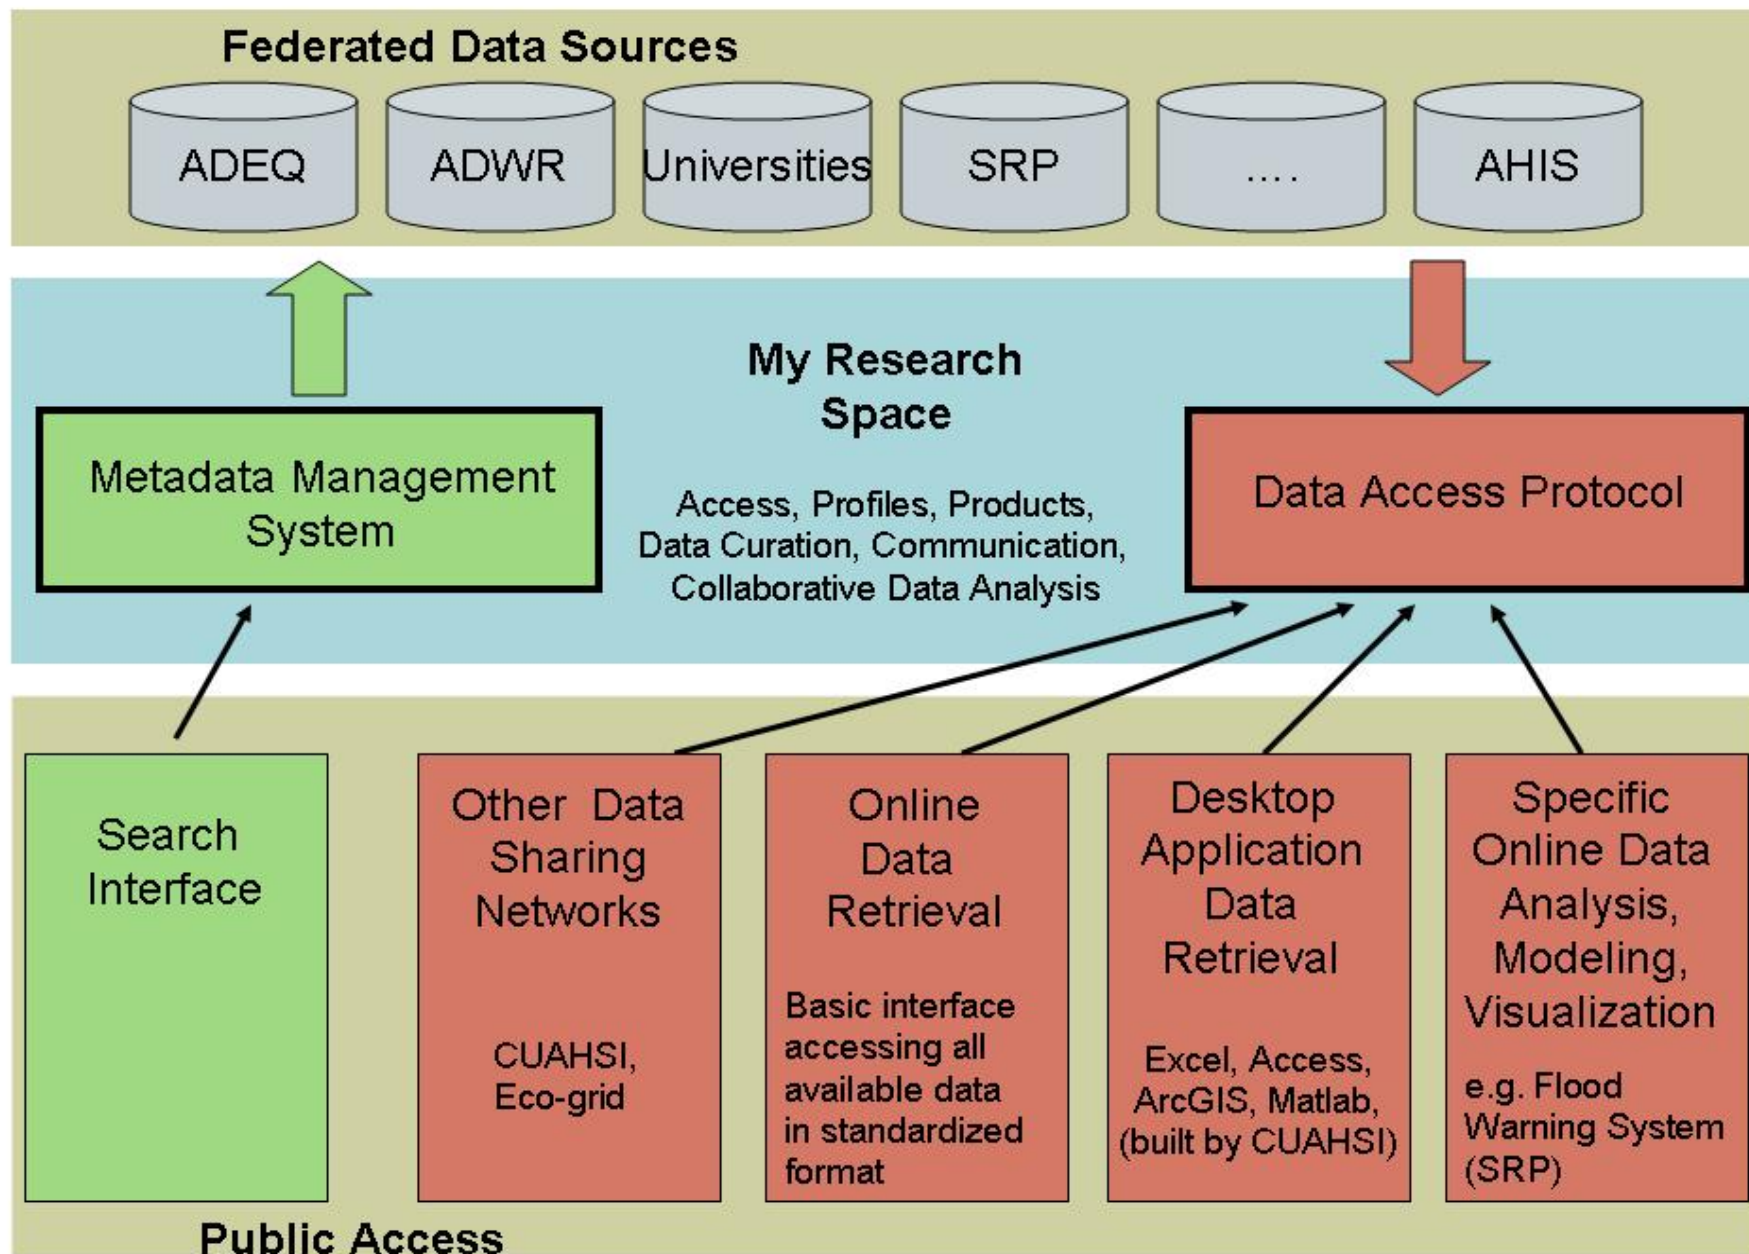 Federated Data Sources
ADEQ
ADWR
Universities
SRP
....
AHIS
My Research
Space
Access, Profiles, Products,
Data Curation, Communication,
Collaborative Data Analysis
Metadata Management
System
Data Access Protocol
Search
Interface
Other Data
Sharing
Networks
CUAHSI,
Eco-grid
Online
Data
Retrieval
Basic interface
accessing all
available data
in standardized
format
Desktop
Application
Data
Retrieval
Excel, Access,
ArcGIS, Matlab,
(built by CUAHSI)
Specific
Online Data
Analysis,
Modeling,
Visualization
e.g. Flood
Warning System
(SRP)
Public Access